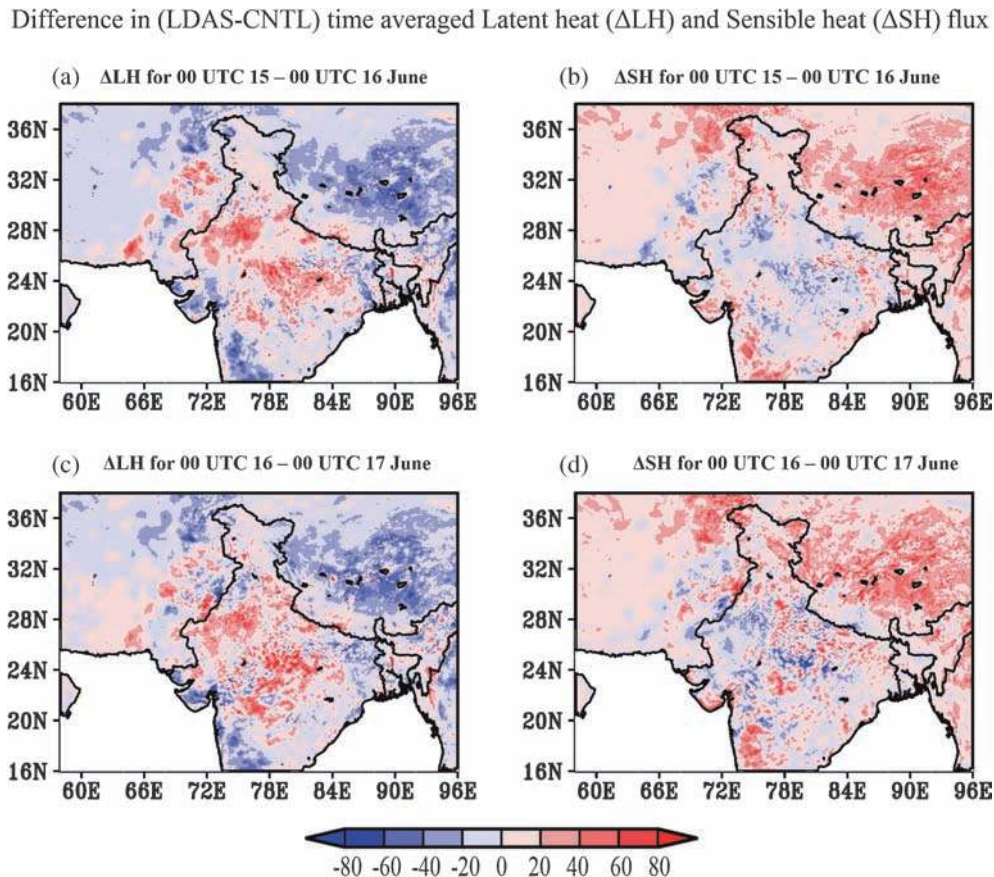 Difference in (LDAS-CNTL) time averaged Latent heat (ΔLH) and Sensible heat (ΔSH) flux
(a) ΔLH for 00 UTC 15 – 00 UTC 16 June
(b) ΔSH for 00 UTC 15 – 00 UTC 16 June
36N
32N
28N
24N
20N
16N
60E 66E 72E 78E 84E 90E 96E
36N
32N
28N
24N
20N
16N
60E 66E 72E 78E 84E 90E 96E
(c) ΔLH for 00 UTC 16 – 00 UTC 17 June
(d) ΔSH for 00 UTC 16 – 00 UTC 17 June
36N
32N
28N
24N
20N
16N
60E 66E 72E 78E 84E 90E 96E
36N
32N
28N
24N
20N
16N
60E 66E 72E 78E 84E 90E 96E
-80 -60 -40 -20 0 20 40 60 80